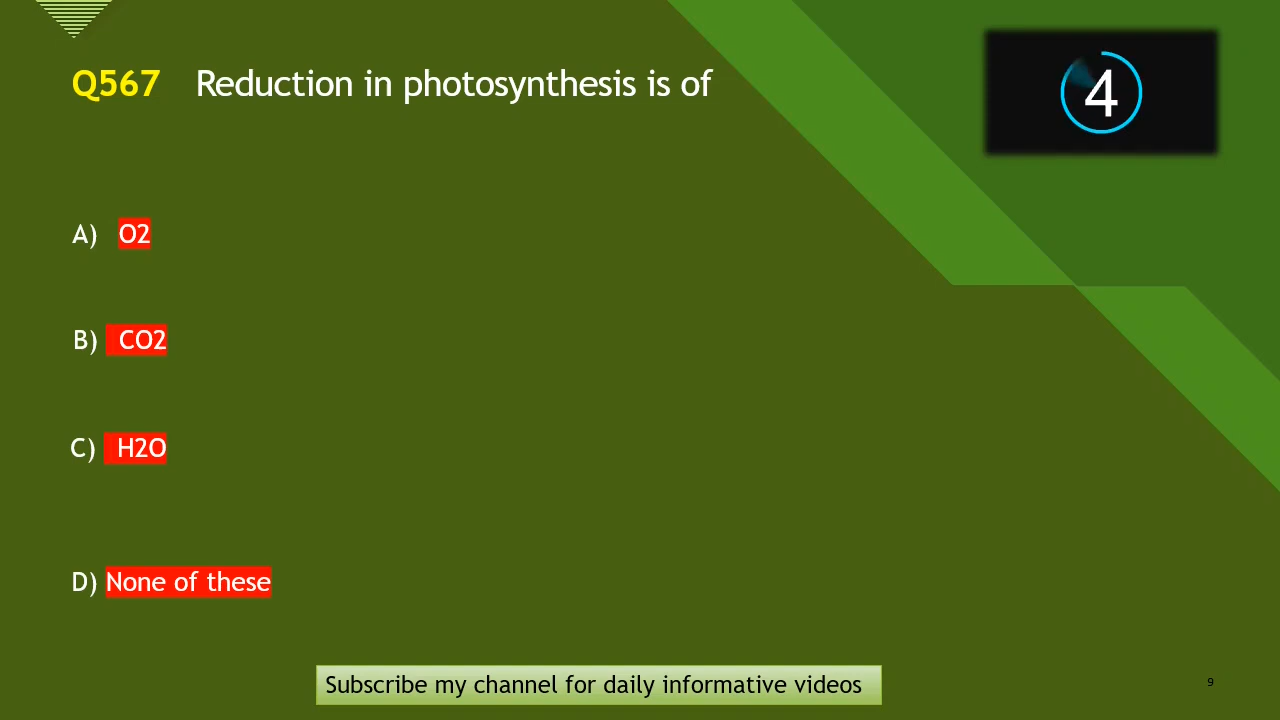 Q567 Reduction in photosynthesis is of
4
A) O2
B) CO2
C) H2O
D) None of these
Subscribe my channel for daily informative videos
9